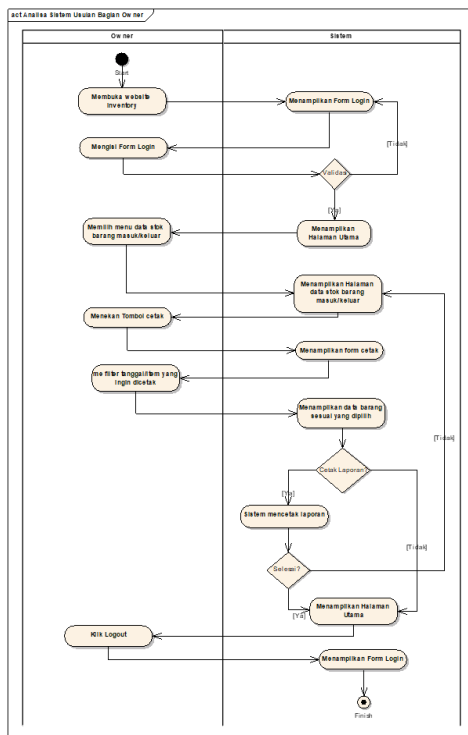 act Analisa Sistem Usulan Bagian Owner
Owner
Sistem
Start
Membuka website
Inventory
Menampilkan Form Login
Mengisi Form Login
[Tidak]
Validasi
[Ya]
Memilih menu data stok
barang masuk/keluar
Menampilkan
Halaman Utama
Menampilkan Halaman
data stok barang
masuk/keluar
Menekan Tombol cetak
Menampilkan form cetak
me filter tanggal/item yang
ingin dicetak
Menampilkan data barang
sesuai yang dipilih
[Tidak]
Cetak Laporan?
[Ya]
Sistem mencetak laporan
[Tidak]
Selesai?
[Ya]
Menampilkan Halaman
Utama
Klik Logout
Menampilkan Form Login
Finish